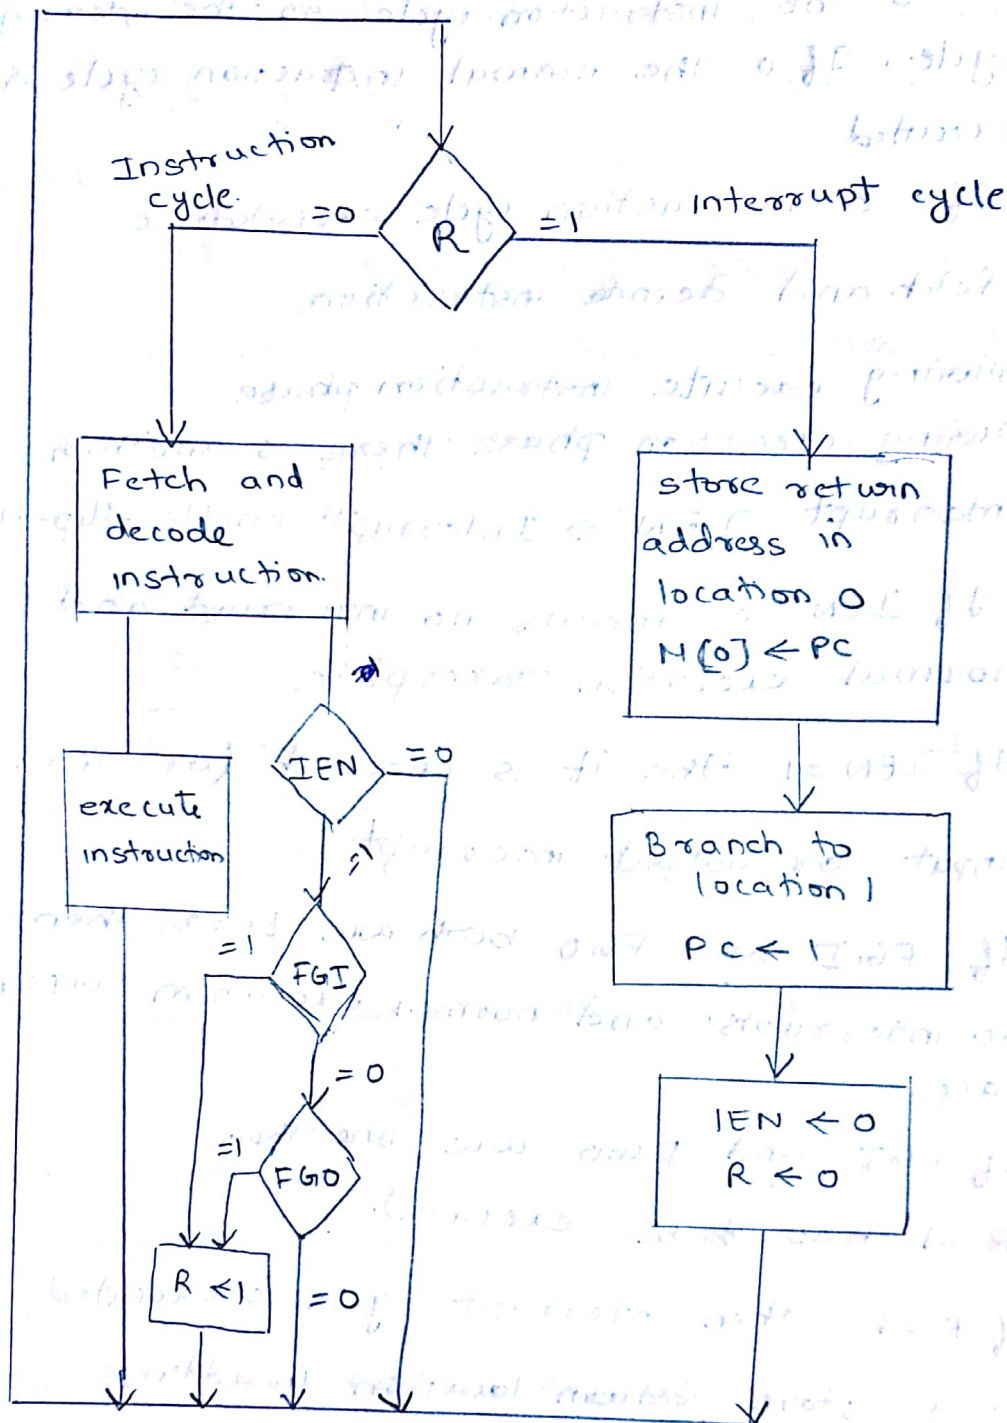 Instruction
cycle.
=0
R
=1
interrupt cycle
Fetch and
decode
instruction.
store return
address in
location 0
M[0] ← PC
IEN
=0
=1
execute
instruction
Branch to
location 1
PC ← 1
=1
FGI
=0
=1
FGO
IEN ← 0
R ← 0
R ← 1
=0